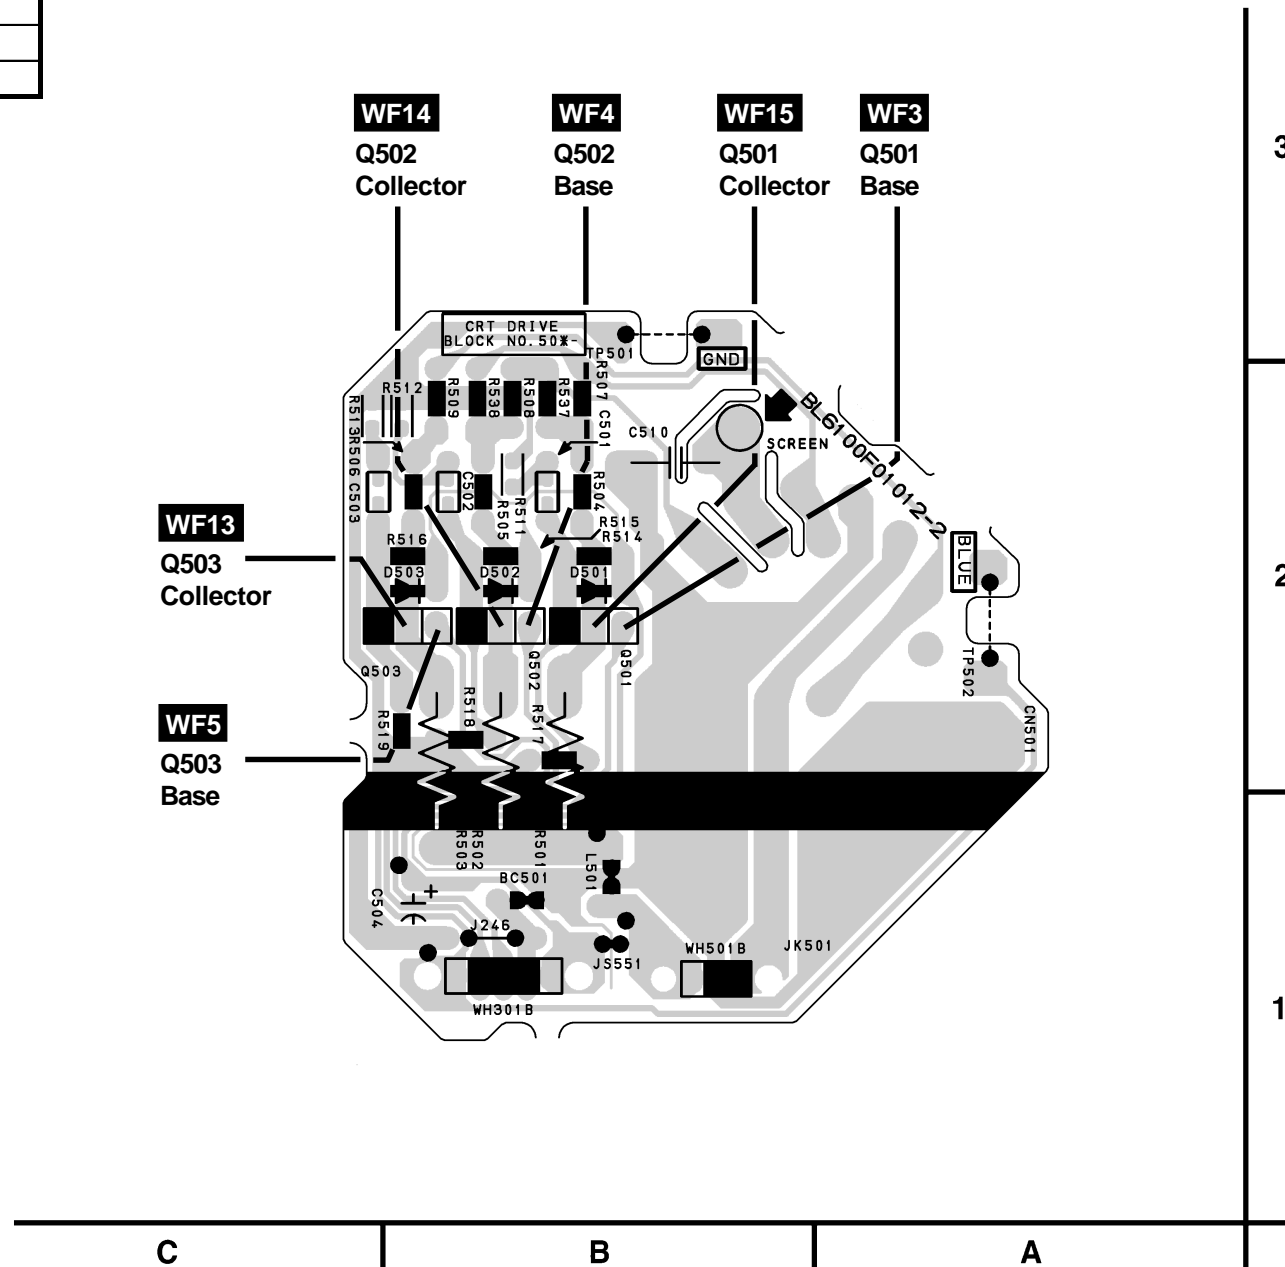 WF14
Q502
Collector
WF4
Q502
Base
WF15
Q501
Collector
WF3
Q501
Base
3
CRT DRIVE
BLOCK NO.50*-
TP501
GND
R513
R512
R509
R538
R508
R537
R507
C501
C510
SCREEN
BL6100F01012-2
R506
C503
C502
R505
R511
R504
R515
R514
WF13
Q503
Collector
R516
D503
D502
D501
BLUE
2
Q503
Q502
Q501
TP502
WF5
Q503
Base
R519
R518
R517
CN501
R503
R502
R501
L501
BC501
C504
+
J246
JS551
WH501B
JK501
WH301B
1
C
B
A